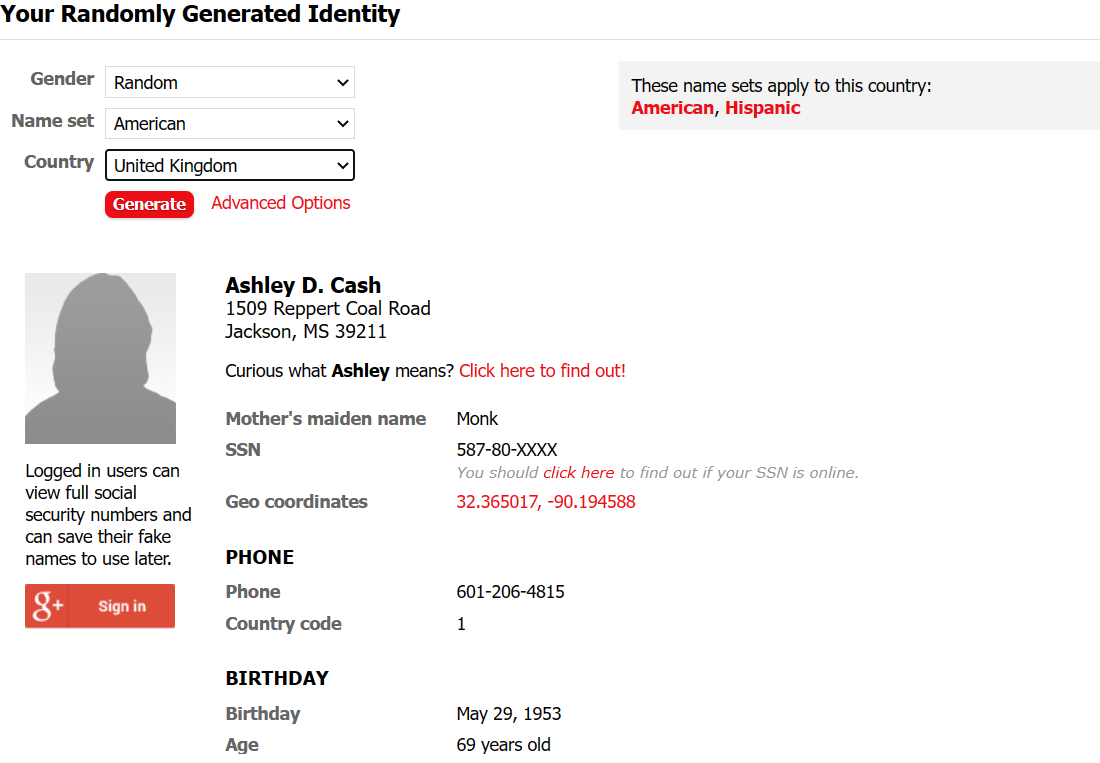 Your Randomly Generated Identity
Gender Random
Name set American
Country United Kingdom
Generate Advanced Options
These name sets apply to this country:
American, Hispanic
Ashley D. Cash
1509 Reppert Coal Road
Jackson, MS 39211
Curious what Ashley means? Click here to find out!
Mother's maiden name Monk
SSN 587-80-XXXX
You should click here to find out if your SSN is online.
Geo coordinates 32.365017, -90.194588
Logged in users can
view full social
security numbers and
can save their fake
names to use later.
g+ Sign in
PHONE
Phone 601-206-4815
Country code 1
BIRTHDAY
Birthday May 29, 1953
Age 69 years old